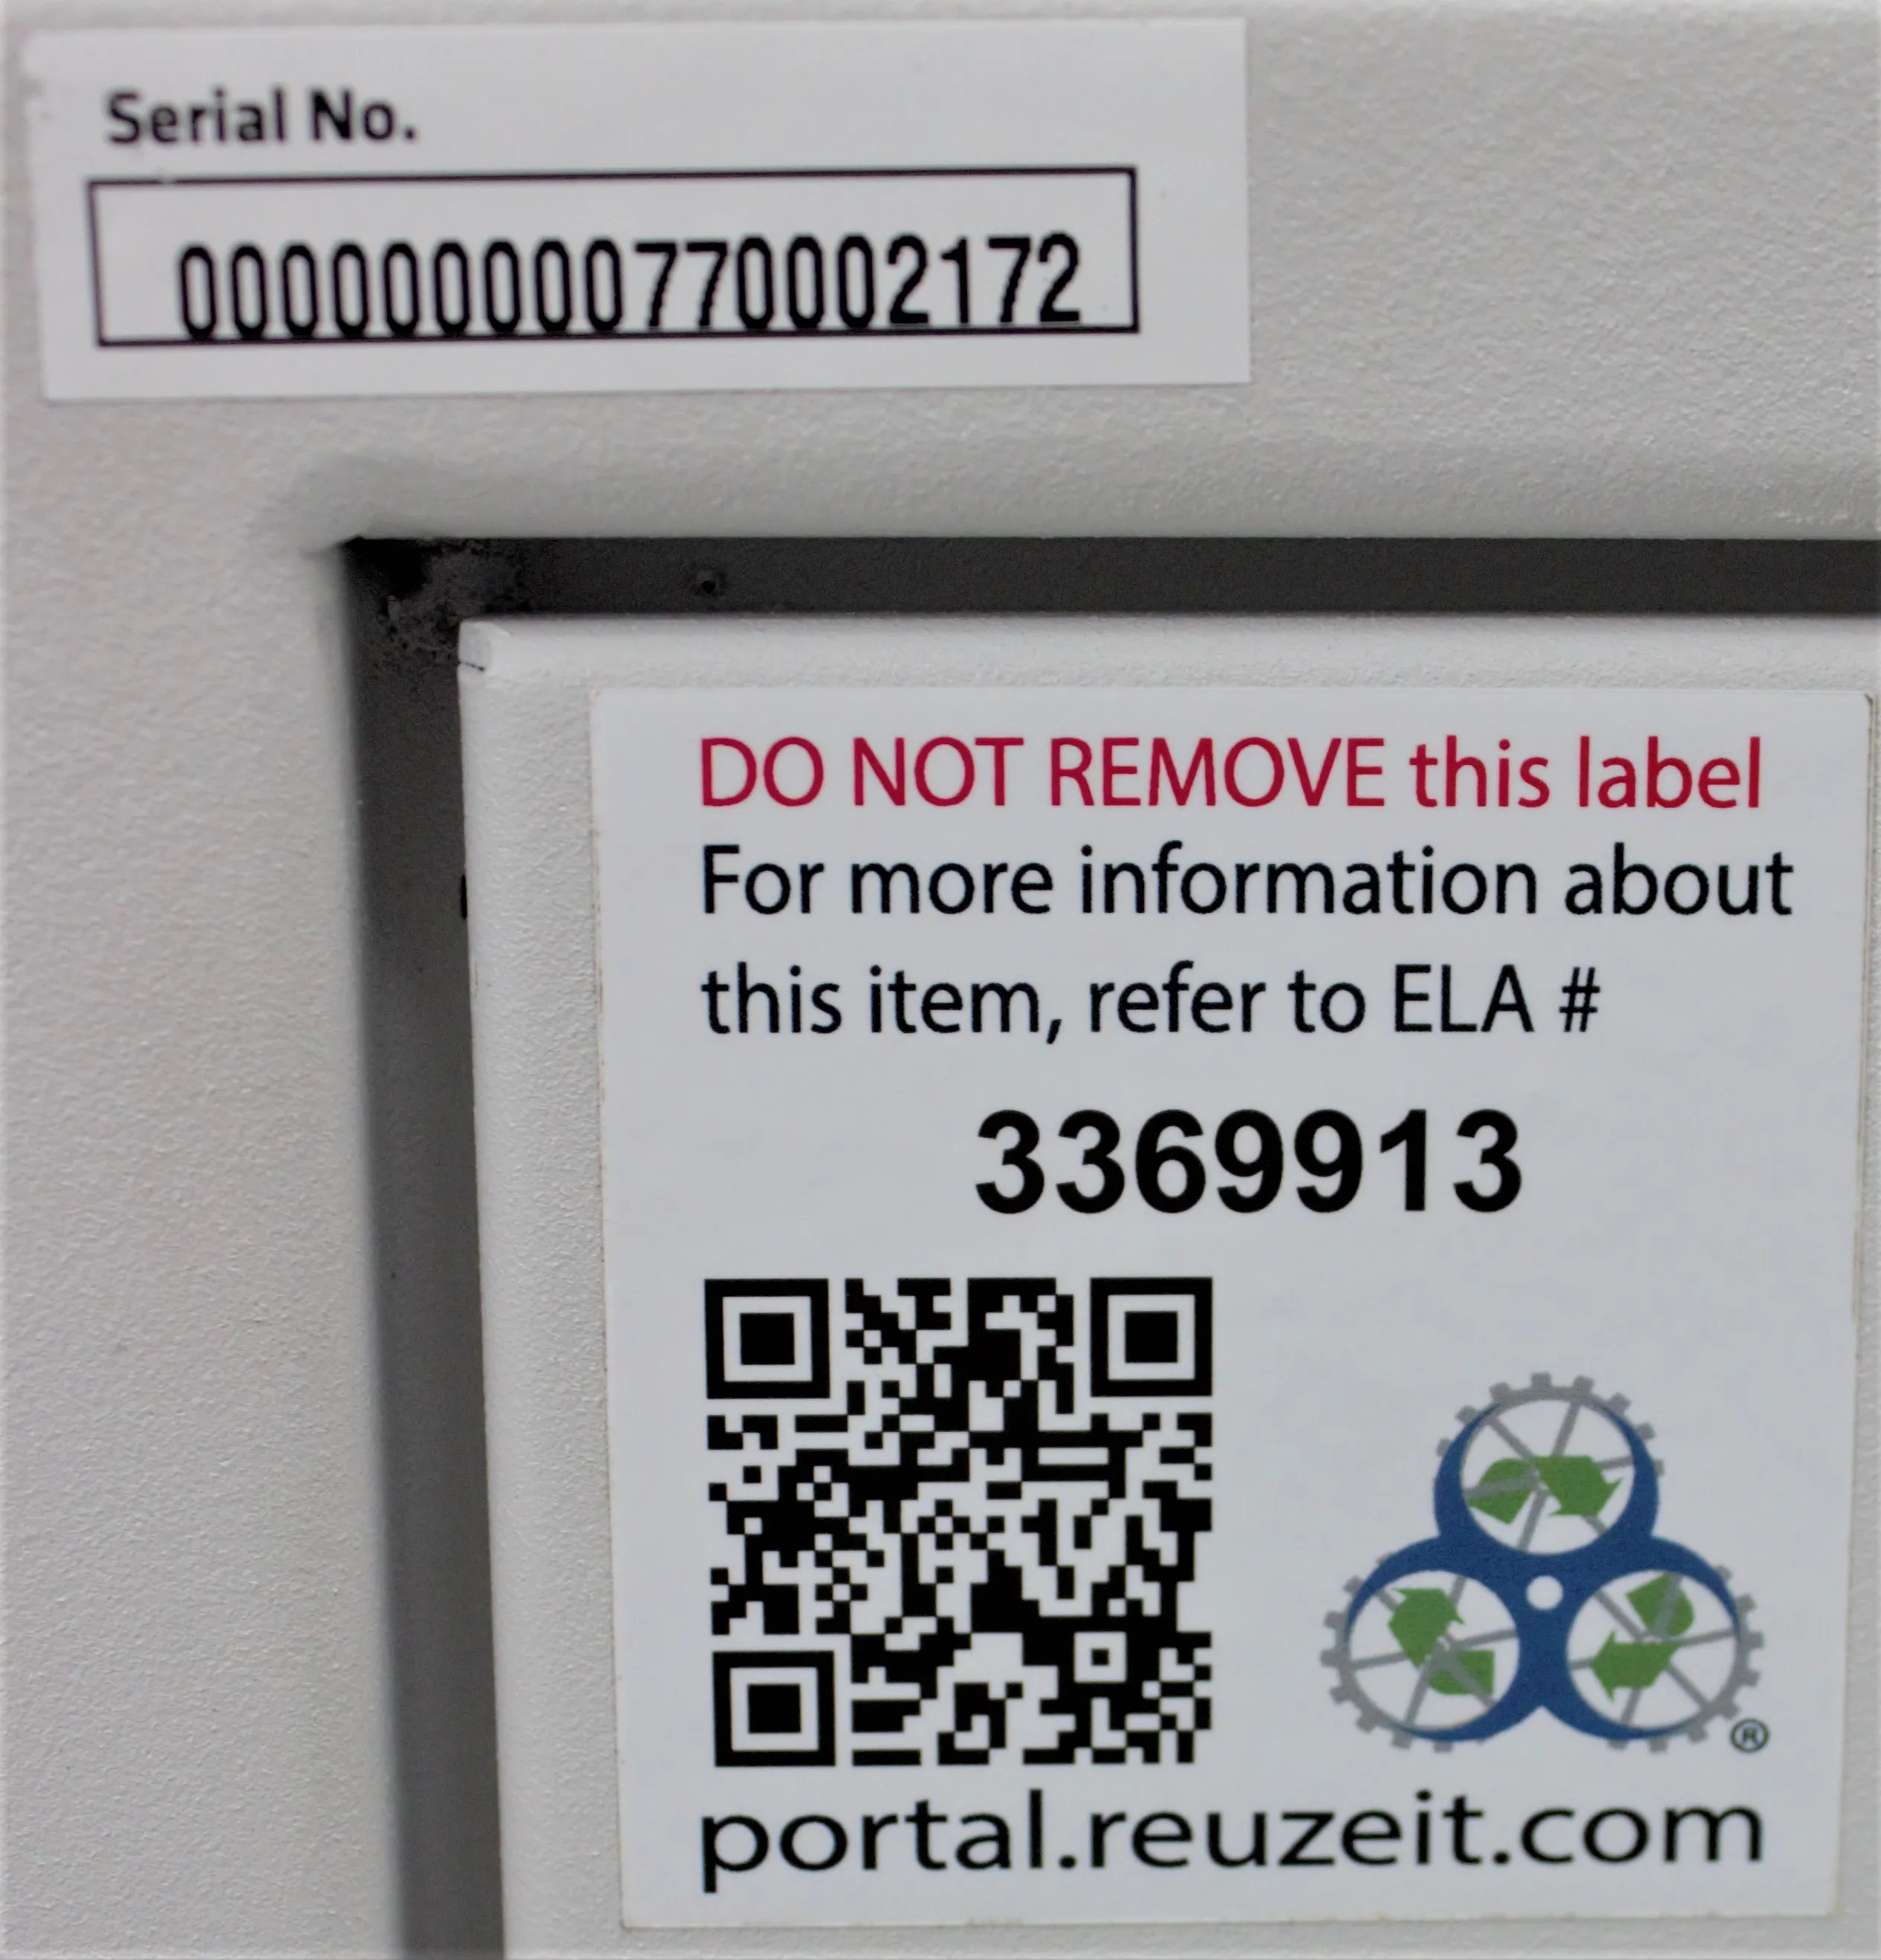 Serial No.
000000000770002172
DO NOT REMOVE this label
For more information about
this item, refer to ELA #
3369913
®
portal.reuzeit.com